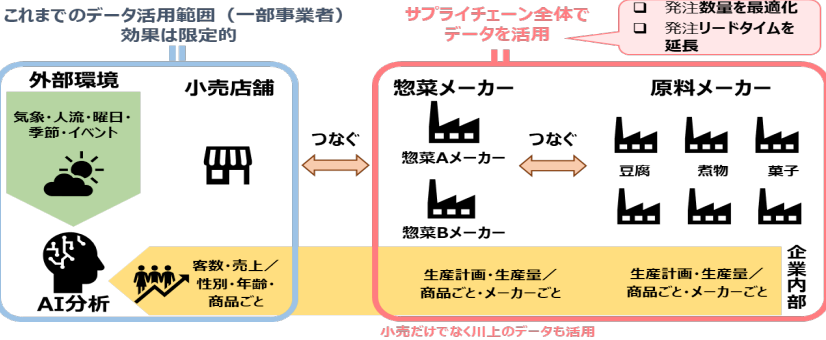 これまでのデータ活用範囲（一部事業者）
効果は限定的
サプライチェーン全体で
データを活用
□ 発注数量を最適化
□ 発注リードタイムを
延長
外部環境
小売店舗
気象・人流・曜日・
季節・イベント
つなぐ
惣菜メーカー
惣菜Aメーカー
惣菜Bメーカー
つなぐ
原料メーカー
豆腐
煮物
菓子
AI分析
客数・売上／
性別・年齢・
商品ごと
生産計画・生産量／
商品ごと・メーカーごと
生産計画・生産量／
商品ごと・メーカーごと
企業内部
小売だけでなく川上のデータも活用